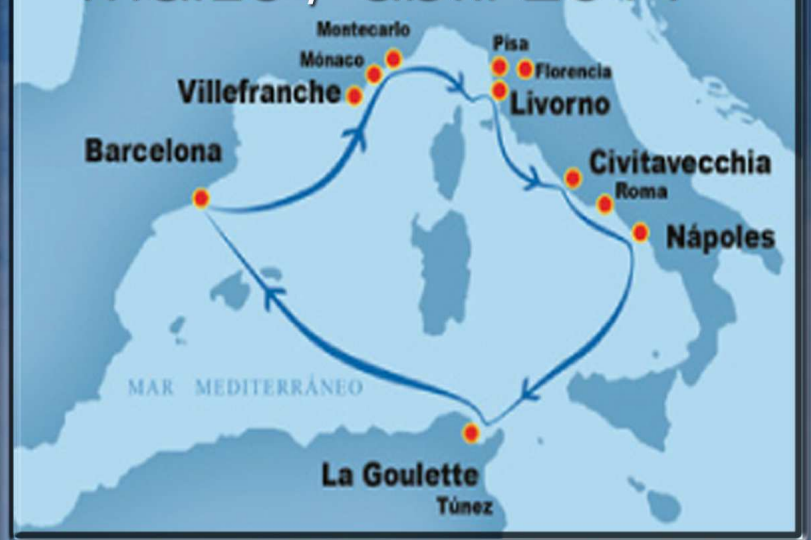 Montecarlo
Mónaco
Villefranche
Pisa
Florencia
Livorno
Barcelona
Civitavecchia
Roma
Nápoles
MAR MEDITERRÁNEO
La Goulette
Túnez